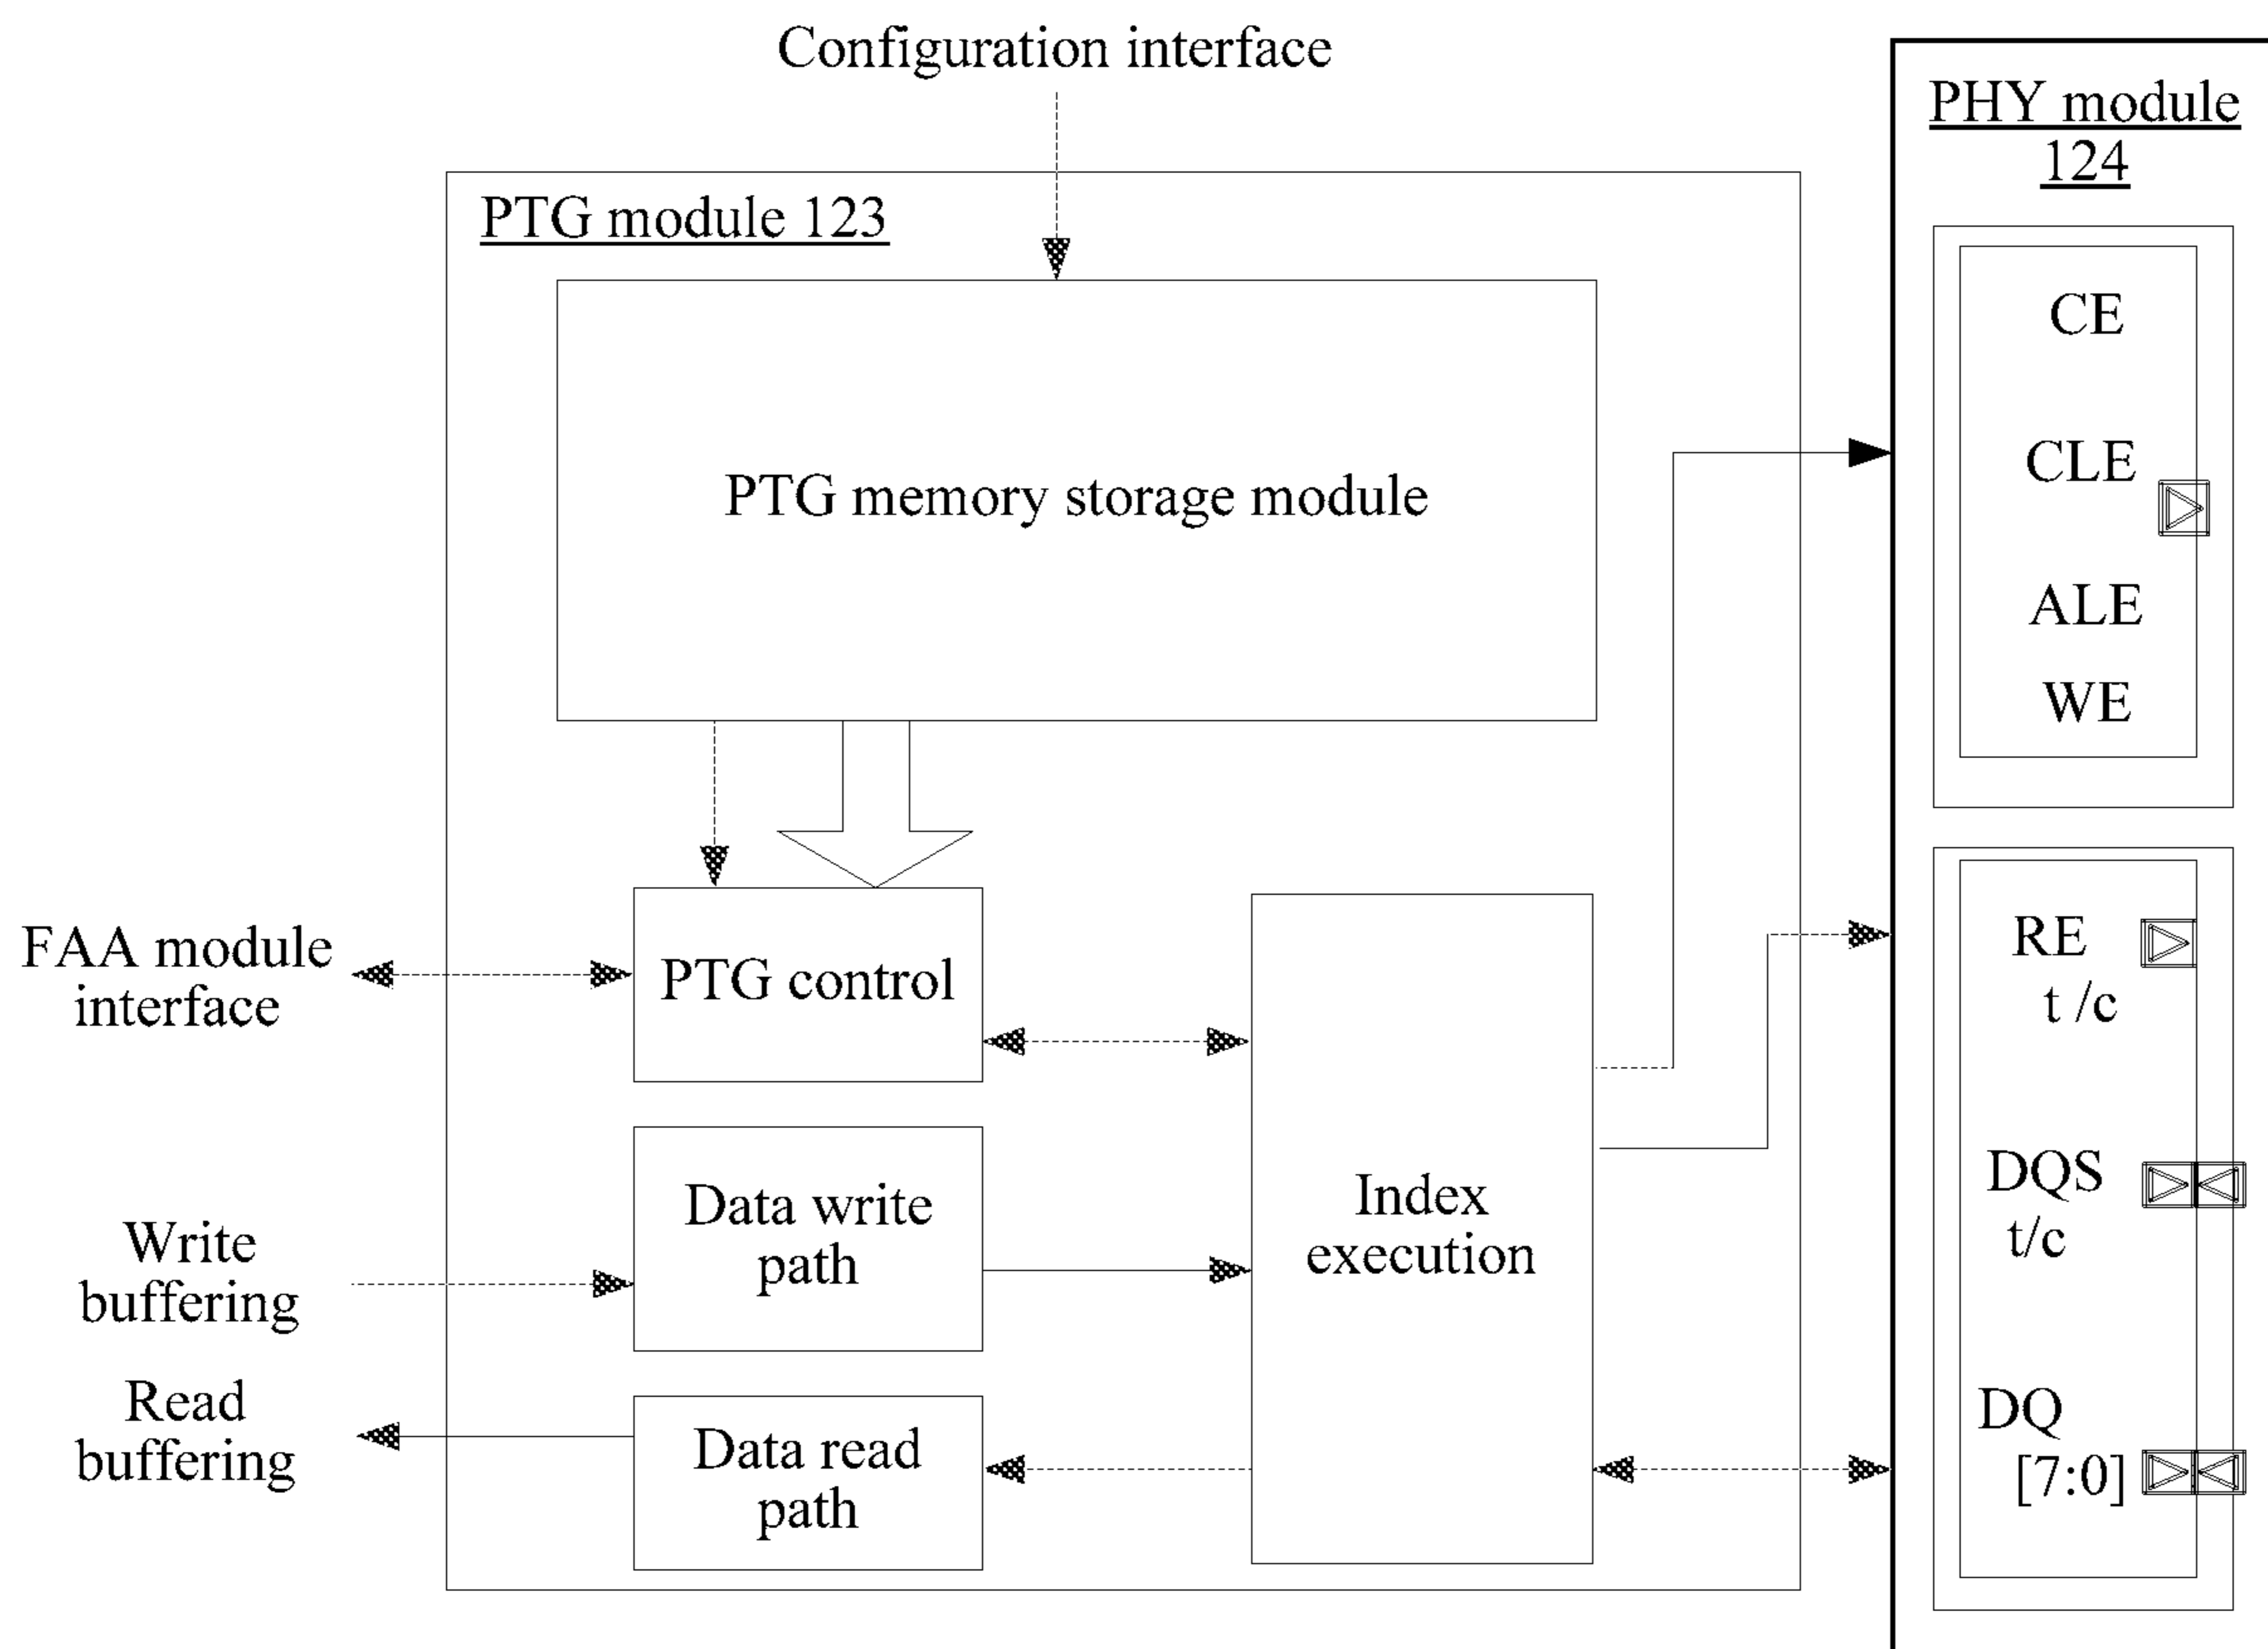 Configuration interface
PTG module 123
PTG memory storage module
FAA module
interface
PTG control
Write
buffering
Data write
path
Read
buffering
Data read
path
Index
execution
PHY module
124
CE
CLE
ALE
WE
RE
t /c
DQS
t/c
DQ
[7:0]